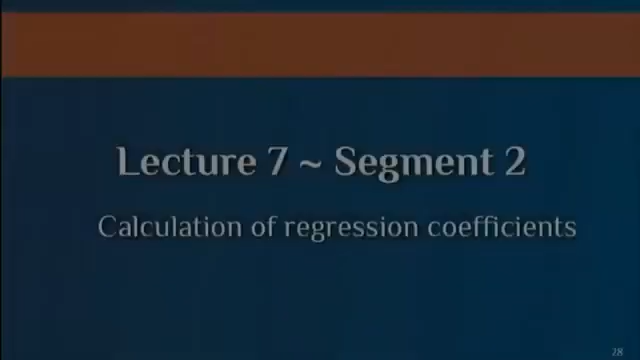 Lecture 7 ~ Segment 2
Calculation of regression coefficients
28